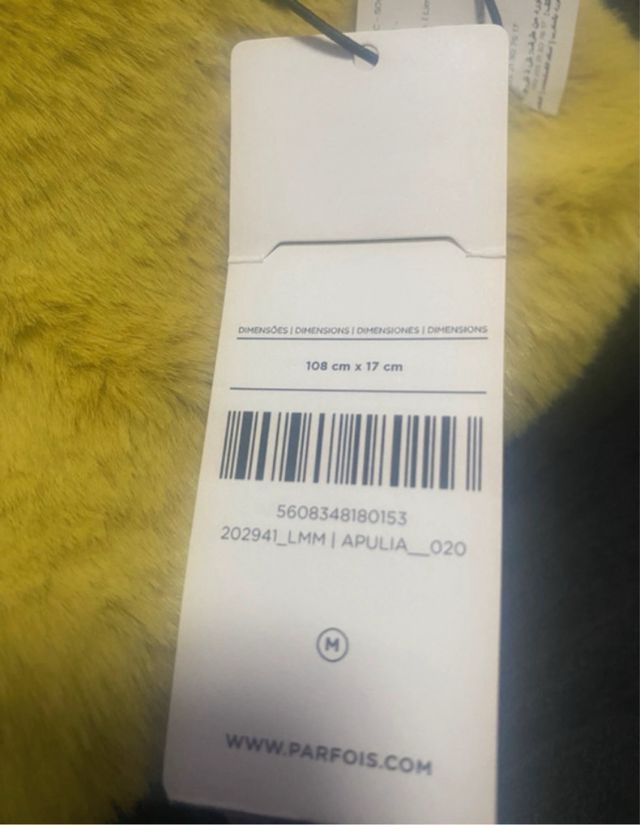 DIMENSÕES | DIMENSIONS | DIMENSIONES | DIMENSIONS
108 cm x 17 cm
5608348180153
202941_LMM | APULIA__020
M
WWW.PARFOIS.COM